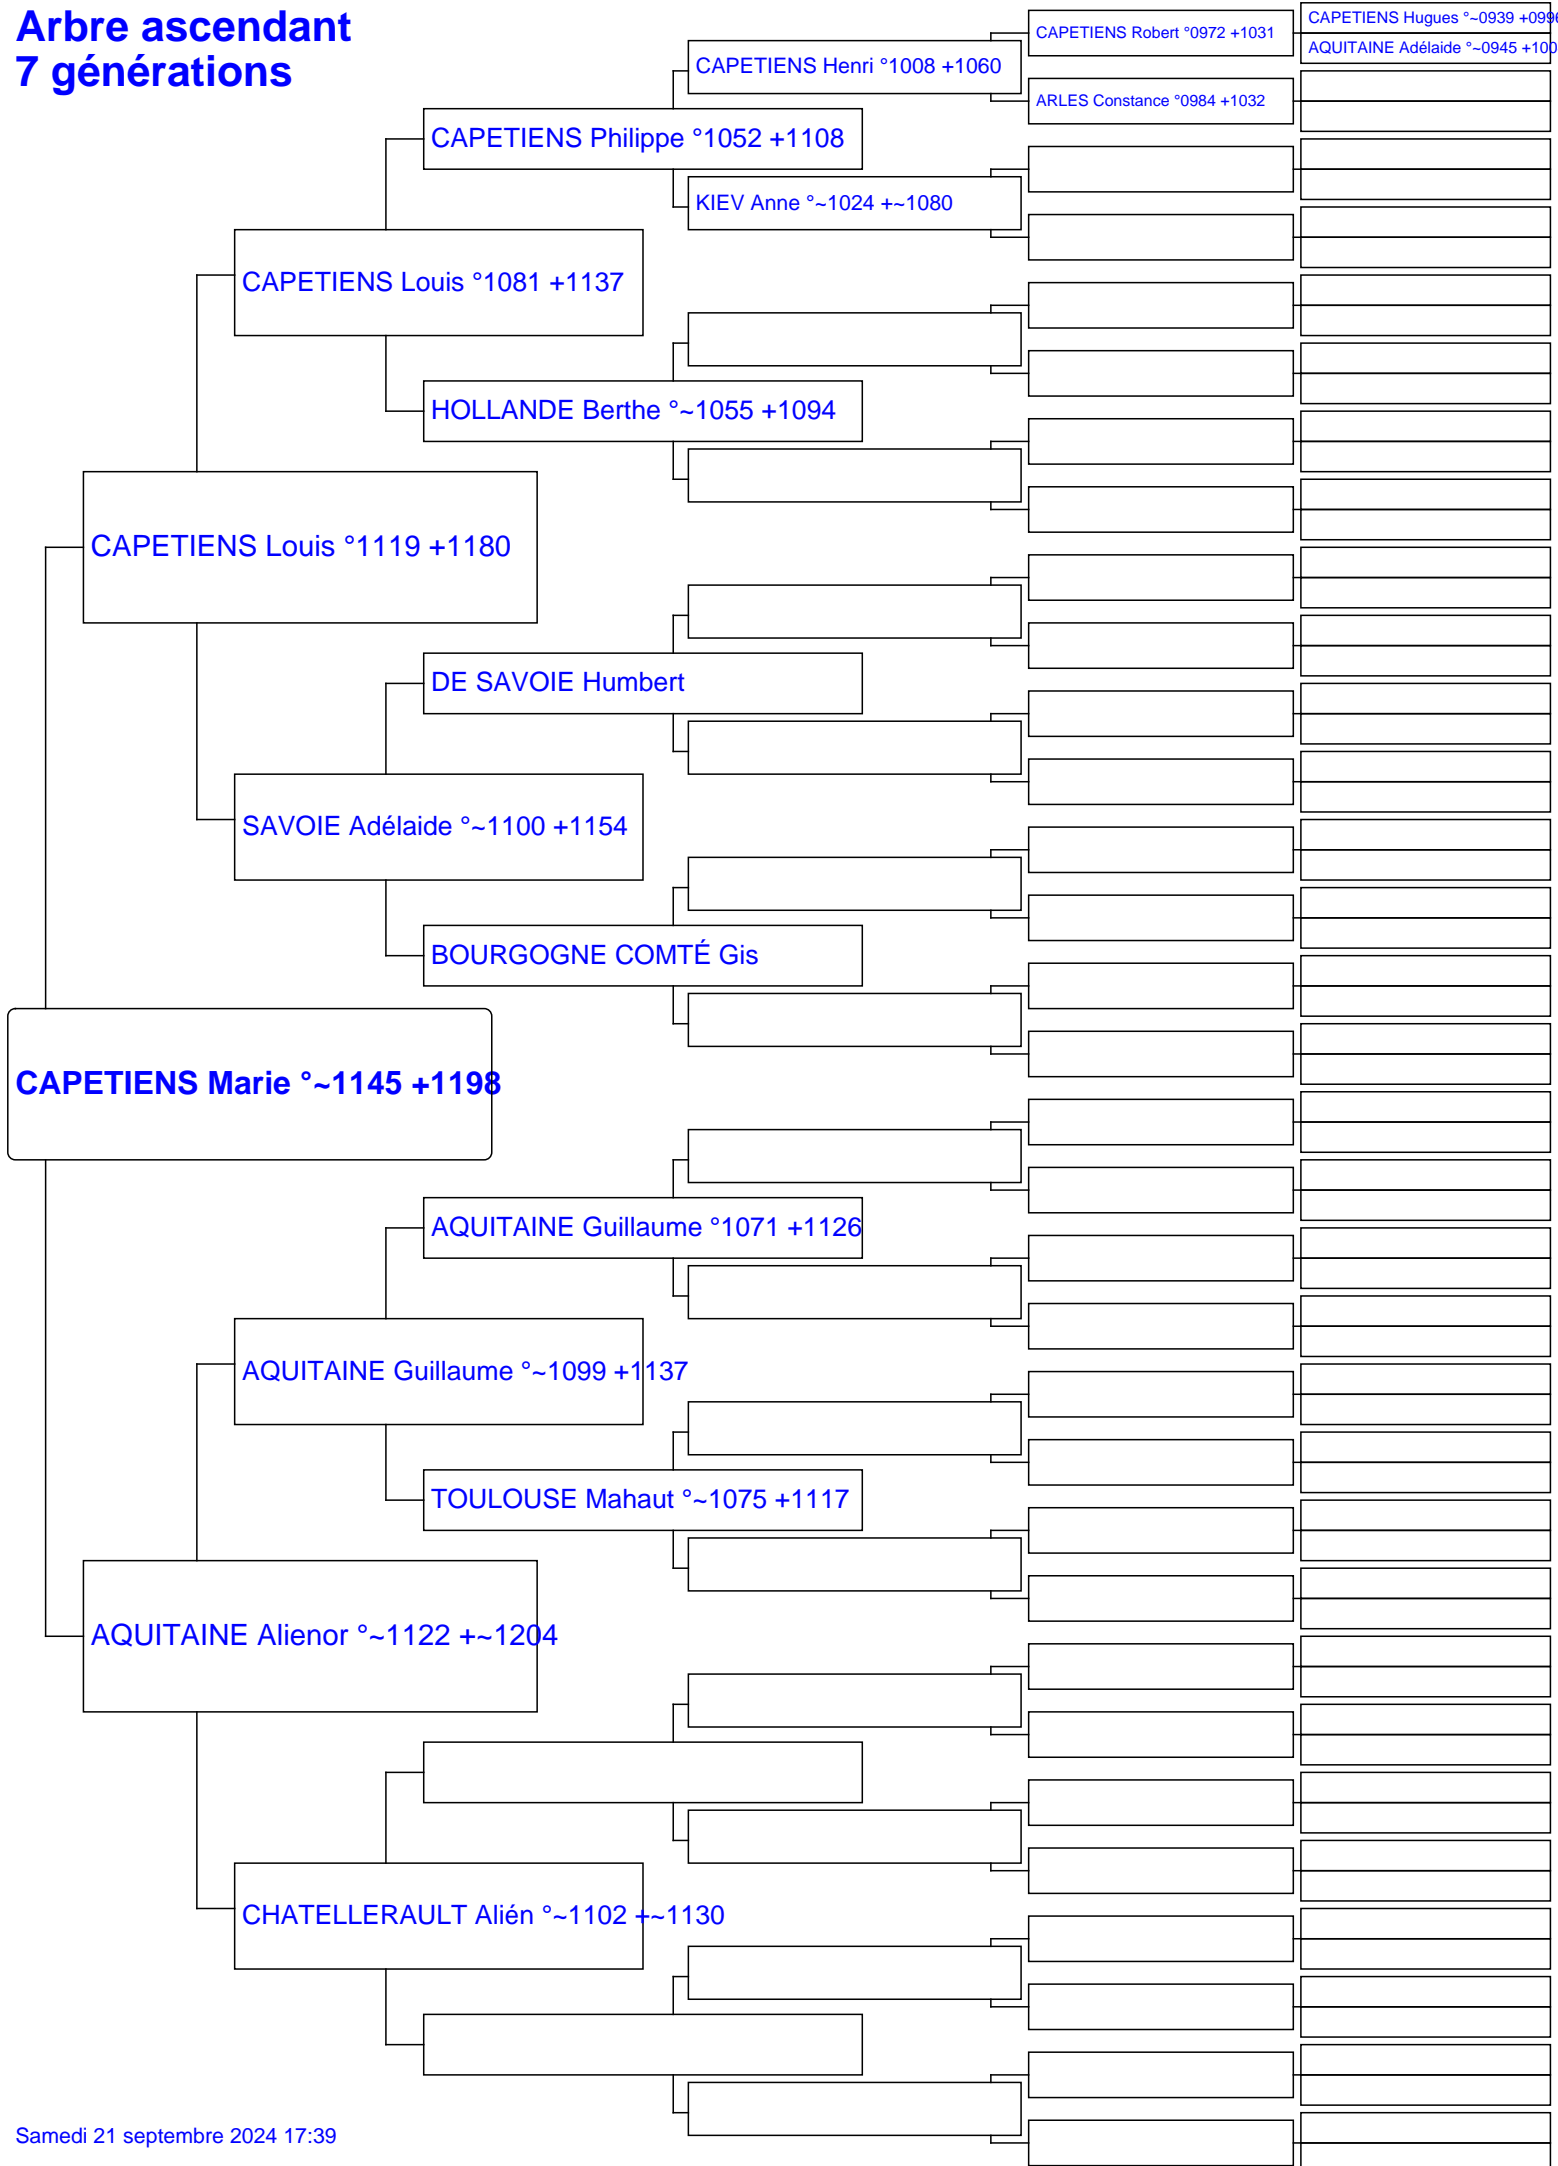 Arbre ascendant
7 générations
CAPETIENS Hugues °~0939 +0996
CAPETIENS Robert °0972 +1031
AQUITAINE Adélaide °~0945 +100
CAPETIENS Henri °1008 +1060
ARLES Constance °0984 +1032
CAPETIENS Philippe °1052 +1108
KIEV Anne °~1024 +~1080
CAPETIENS Louis °1081 +1137
HOLLANDE Berthe °~1055 +1094
CAPETIENS Louis °1119 +1180
DE SAVOIE Humbert
SAVOIE Adélaide °~1100 +1154
BOURGOGNE COMTÉ Gis
CAPETIENS Marie °~1145 +1198
AQUITAINE Guillaume °1071 +1126
AQUITAINE Guillaume °~1099 +1137
TOULOUSE Mahaut °~1075 +1117
AQUITAINE Alienor °~1122 +~1204
CHATELLERAULT Alién °~1102 +~1130
Samedi 21 septembre 2024 17:39